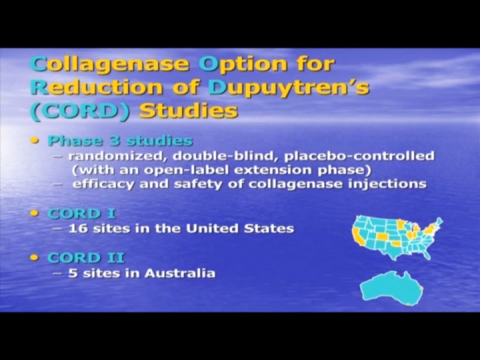 Collagenase Option for
Reduction of Dupuytren's
(CORD) Studies
• Phase 3 studies
– randomized, double-blind, placebo-controlled
(with an open-label extension phase)
– efficacy and safety of collagenase injections
• CORD I
– 16 sites in the United States
• CORD II
– 5 sites in Australia